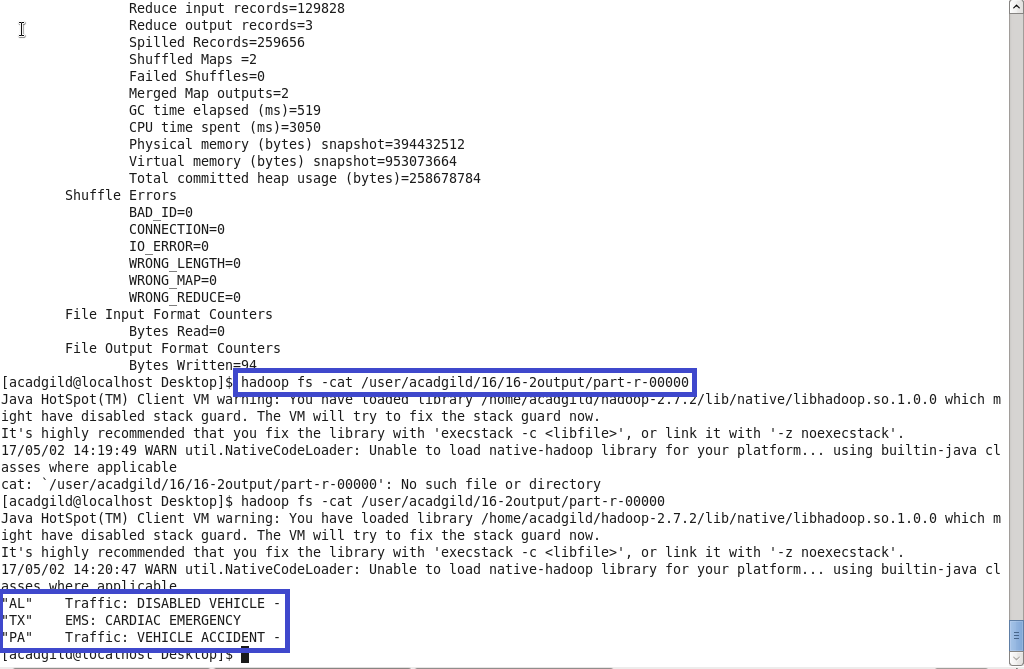 Reduce input records=129828
Reduce output records=3
Spilled Records=259656
Shuffled Maps =2
Failed Shuffles=0
Merged Map outputs=2
GC time elapsed (ms)=519
CPU time spent (ms)=3050
Physical memory (bytes) snapshot=394432512
Virtual memory (bytes) snapshot=953073664
Total committed heap usage (bytes)=258678784
Shuffle Errors
BAD_ID=0
CONNECTION=0
IO_ERROR=0
WRONG_LENGTH=0
WRONG_MAP=0
WRONG_REDUCE=0
File Input Format Counters
Bytes Read=0
File Output Format Counters
Bytes Written=94
[acadgild@localhost Desktop]$ hadoop fs -cat /user/acadgild/16/16-2output/part-r-00000
Java HotSpot(TM) Client VM warning: You have loaded library /home/acadgild/hadoop-2.7.2/lib/native/libhadoop.so.1.0.0 which m
ight have disabled stack guard. The VM will try to fix the stack guard now.
It's highly recommended that you fix the library with 'execstack -c <libfile>', or link it with '-z noexecstack'.
17/05/02 14:19:49 WARN util.NativeCodeLoader: Unable to load native-hadoop library for your platform... using builtin-java cl
asses where applicable
cat: `/user/acadgild/16/16-2output/part-r-00000': No such file or directory
[acadgild@localhost Desktop]$ hadoop fs -cat /user/acadgild/16-2output/part-r-00000
Java HotSpot(TM) Client VM warning: You have loaded library /home/acadgild/hadoop-2.7.2/lib/native/libhadoop.so.1.0.0 which m
ight have disabled stack guard. The VM will try to fix the stack guard now.
It's highly recommended that you fix the library with 'execstack -c <libfile>', or link it with '-z noexecstack'.
17/05/02 14:20:47 WARN util.NativeCodeLoader: Unable to load native-hadoop library for your platform... using builtin-java cl
asses where applicable
"AL"    Traffic: DISABLED VEHICLE -
"TX"    EMS: CARDIAC EMERGENCY
"PA"    Traffic: VEHICLE ACCIDENT -
[acadgild@localhost Desktop]$